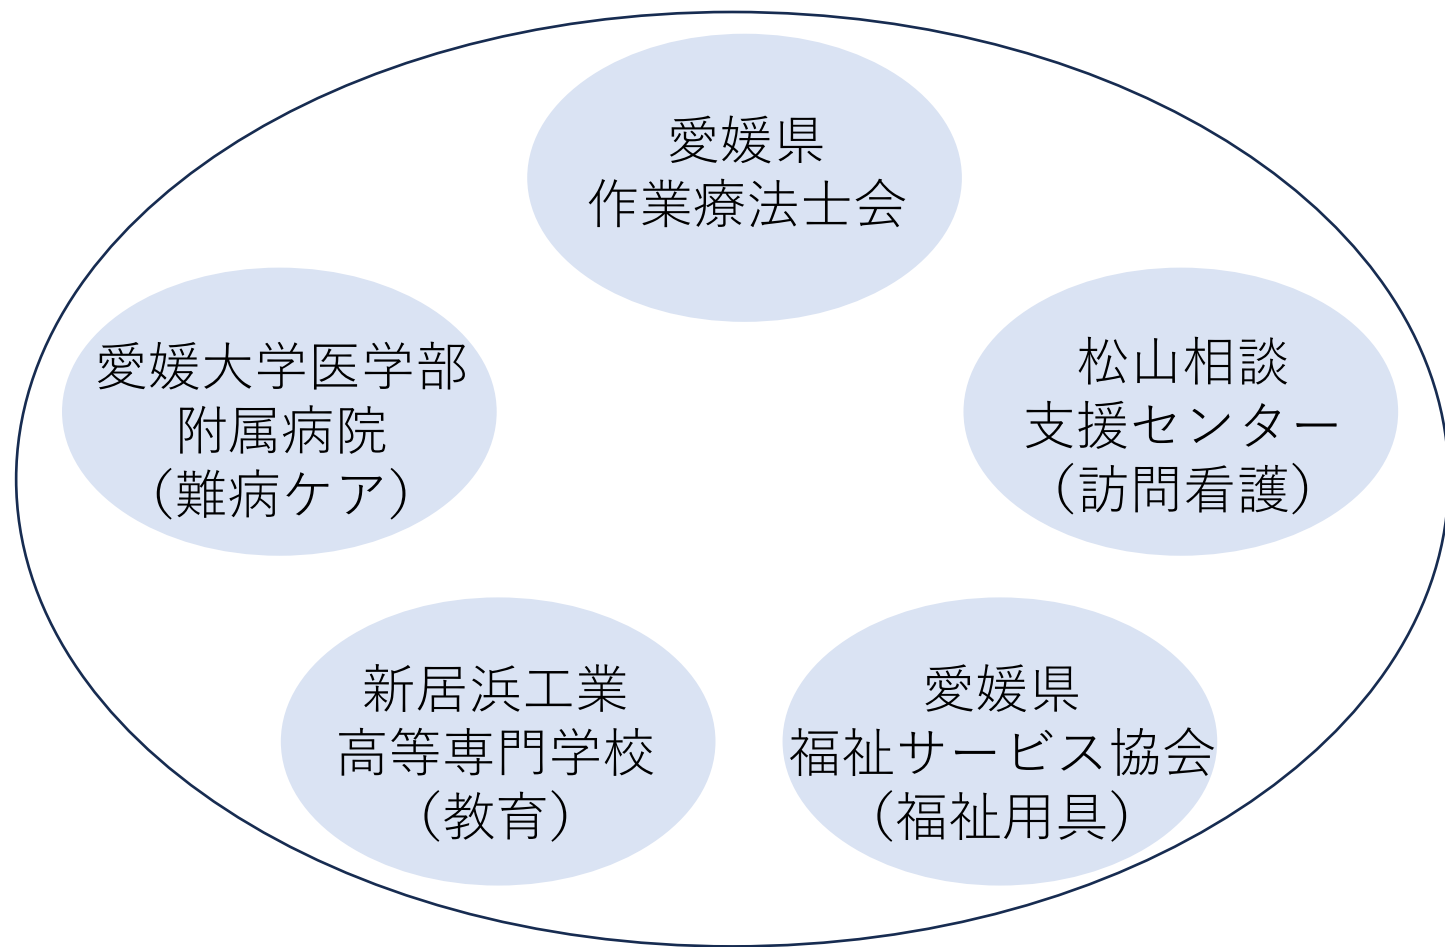 愛媛県
作業療法士会
愛媛大学医学部
附属病院
（難病ケア）
松山相談
支援センター
（訪問看護）
新居浜工業
高等専門学校
（教育）
愛媛県
福祉サービス協会
（福祉用具）